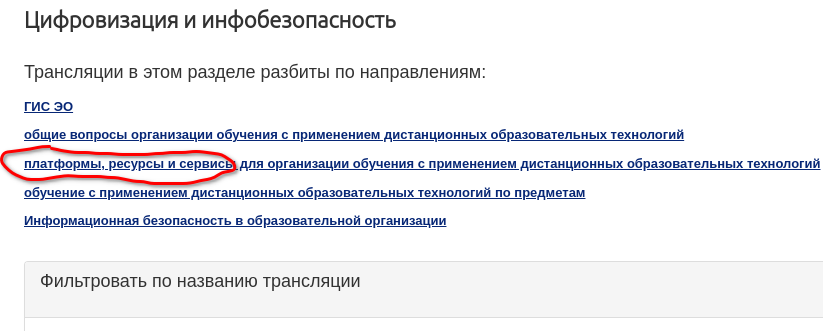 Цифровизация и инфобезопасность
Трансляции в этом разделе разбиты по направлениям:
ГИС ЭО
общие вопросы организации обучения с применением дистанционных образовательных технологий
платформы, ресурсы и сервисы для организации обучения с применением дистанционных образовательных технологий
обучение с применением дистанционных образовательных технологий по предметам
Информационная безопасность в образовательной организации
Фильтровать по названию трансляции